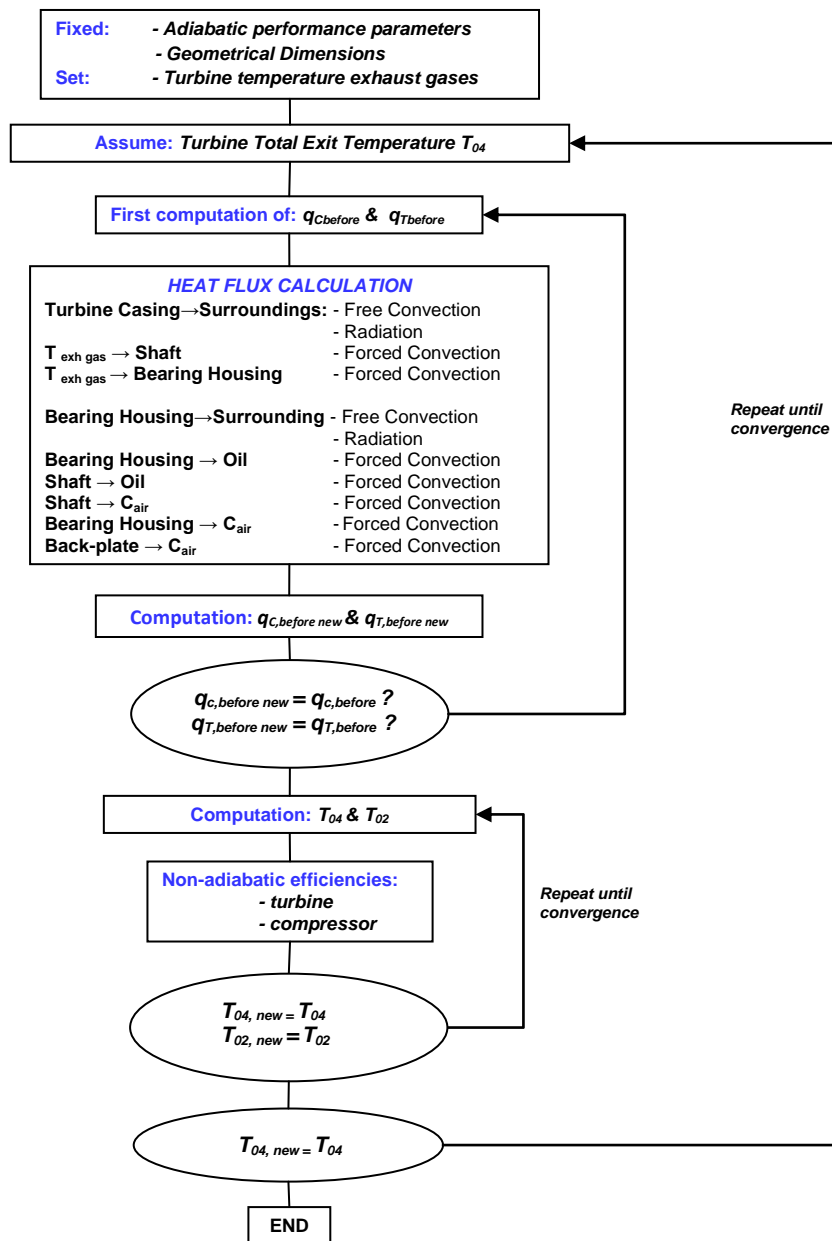 Fixed: - Adiabatic performance parameters
- Geometrical Dimensions
Set: - Turbine temperature exhaust gases
Assume: Turbine Total Exit Temperature T04
First computation of: qCbefore & qTbefore
HEAT FLUX CALCULATION
Turbine Casing→Surroundings: - Free Convection
- Radiation
T exh gas → Shaft - Forced Convection
T exh gas → Bearing Housing - Forced Convection
Bearing Housing→Surrounding - Free Convection
- Radiation
Bearing Housing → Oil - Forced Convection
Shaft → Oil - Forced Convection
Shaft → Cair - Forced Convection
Bearing Housing → Cair - Forced Convection
Back-plate → Cair - Forced Convection
Repeat until
convergence
Computation: qC,before new & qT,before new
qc,before new = qc,before ?
qT,before new = qT,before ?
Computation: T04 & T02
Non-adiabatic efficiencies:
- turbine
- compressor
Repeat until
convergence
T04, new = T04
T02, new = T02
T04, new = T04
END